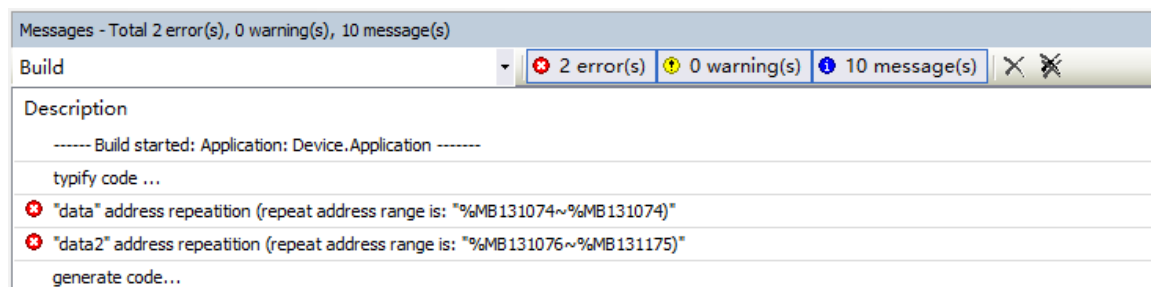 Messages - Total 2 error(s), 0 warning(s), 10 message(s)
Build 2 error(s) 0 warning(s) 10 message(s)
Description
------ Build started: Application: Device.Application -------
typify code ...
"data" address repeatition (repeat address range is: "%MB131074~%MB131074)"
"data2" address repeatition (repeat address range is: "%MB131076~%MB131175)"
generate code...